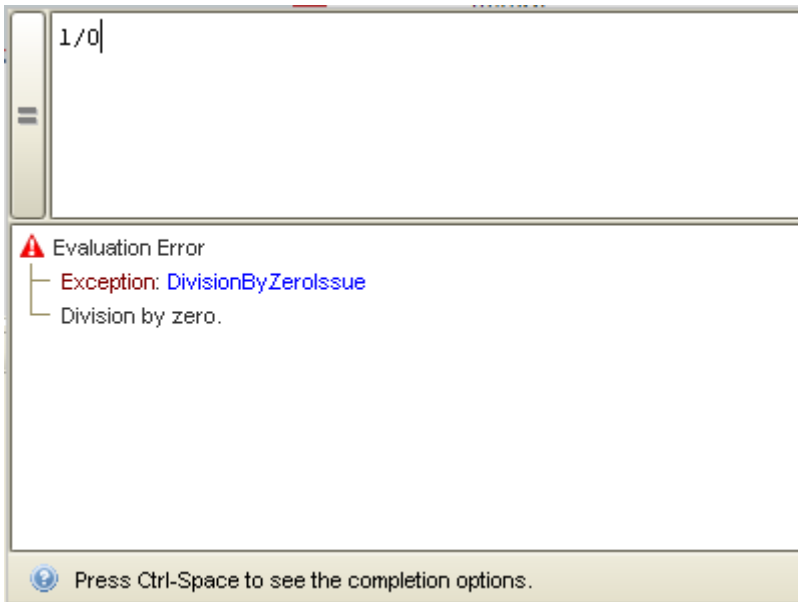 1/0
=
Evaluation Error
Exception: DivisionByZeroIssue
Division by zero.
Press Ctrl-Space to see the completion options.